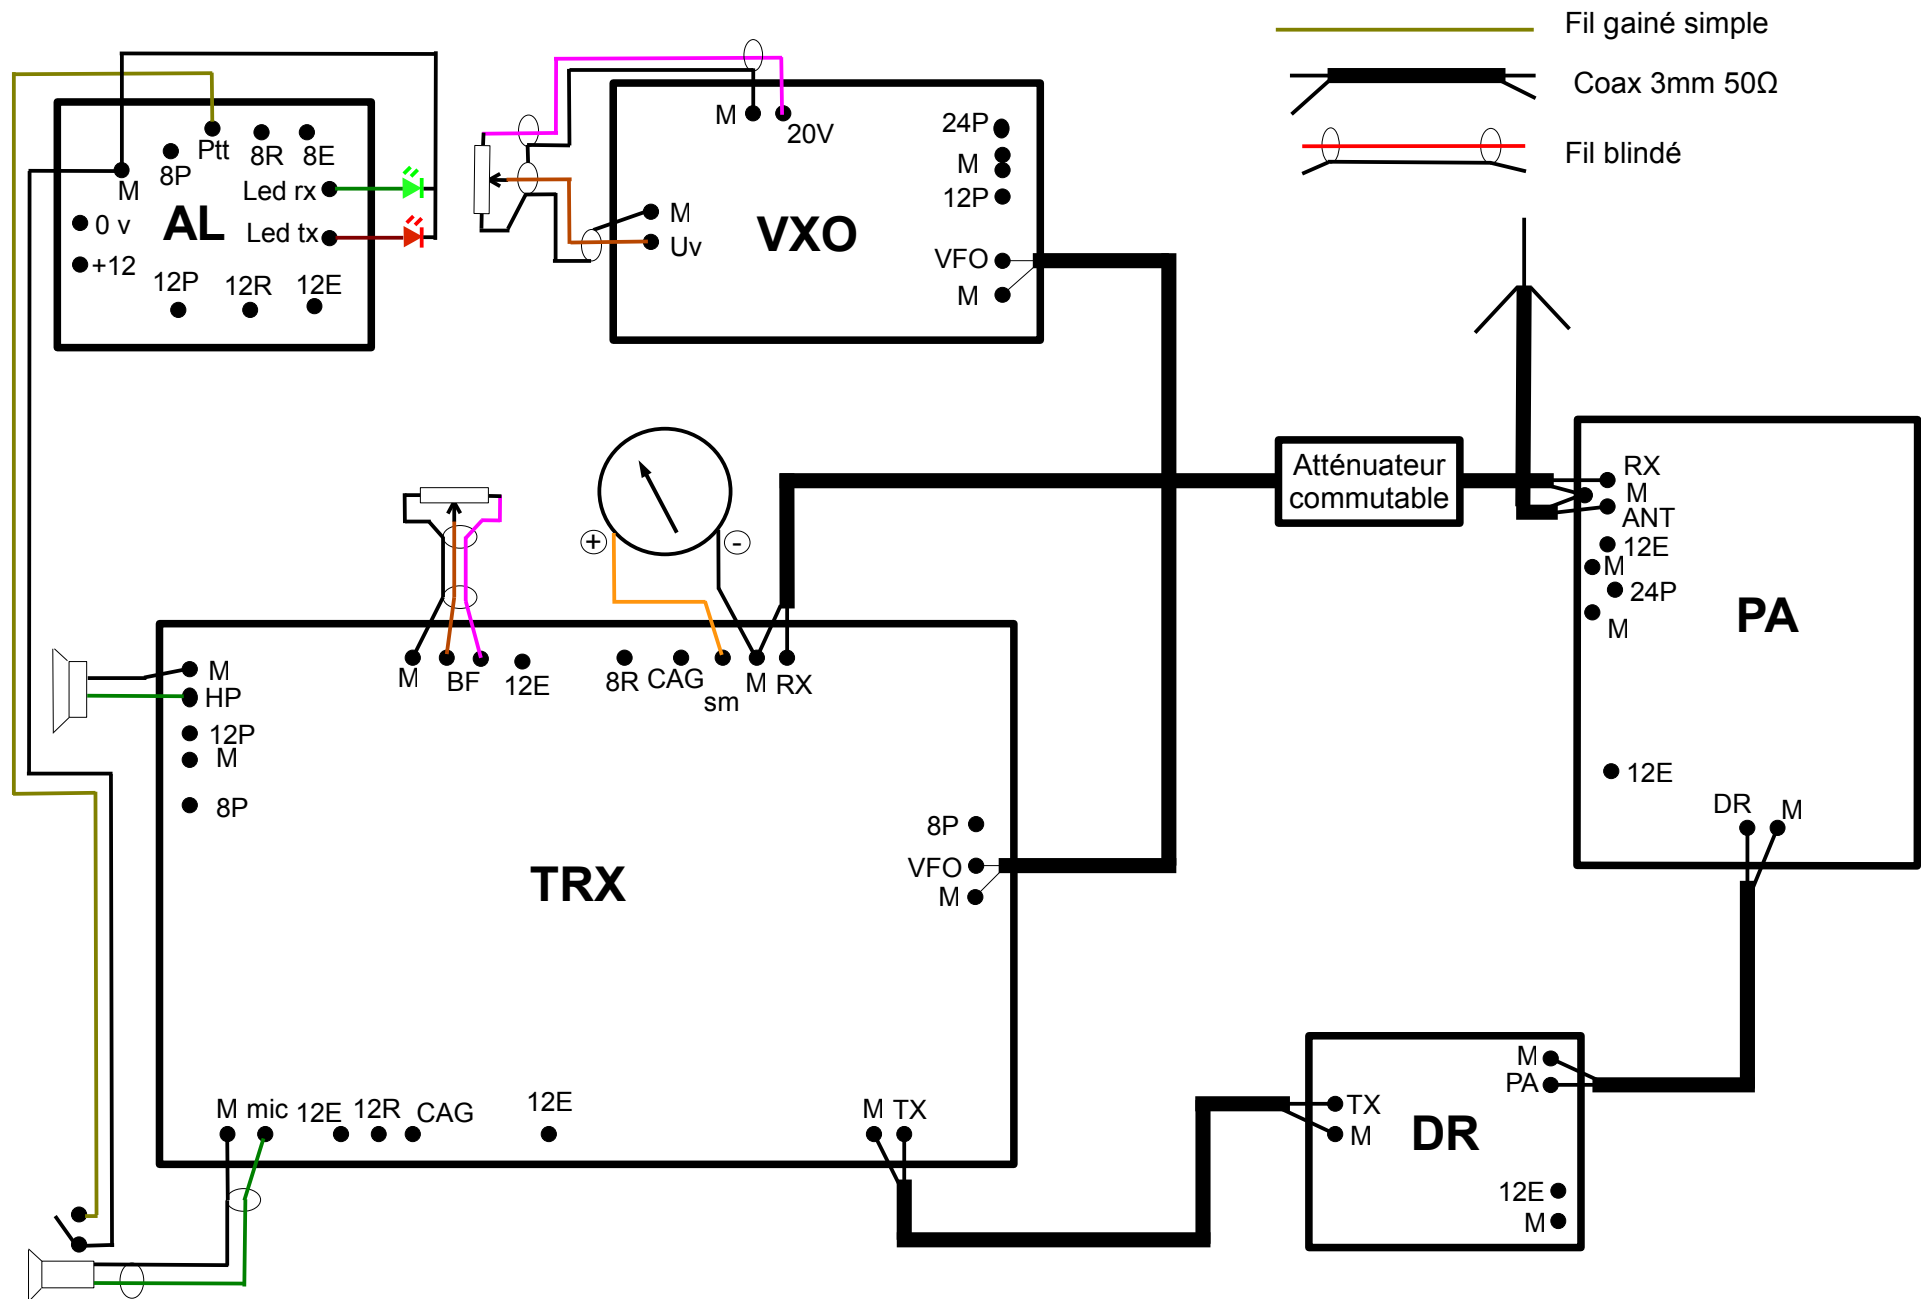 Fil gainé simple
Coax 3mm 50Ω
Fil blindé
M
Ptt
8P
8R
8E
Led rx
0 v
AL
Led tx
+12
12P
12R
12E
M
20V
24P
M
12P
M
Uv
VXO
VFO
M
Atténuateur
commutable
RX
M
ANT
12E
M
24P
M
PA
12E
DR
M
+
-
M
BF
12E
8R
CAG
sm
M
RX
M
HP
12P
M
8P
8P
VFO
M
TRX
M
mic
12E
12R
CAG
12E
M
TX
M
PA
TX
M
DR
12E
M